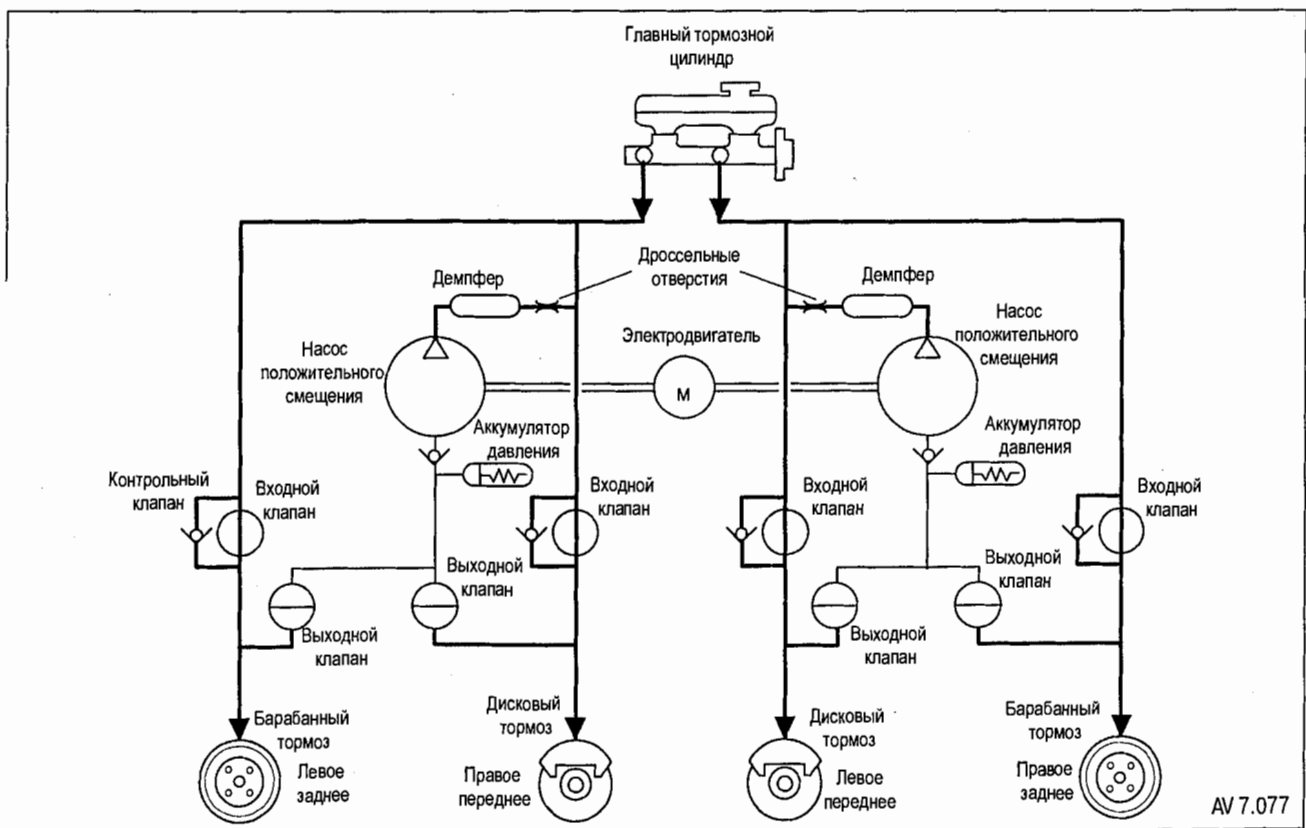 Главный тормозной
цилиндр
Демпфер
Дроссельные
отверстия
Демпфер
Насос
положительного
смещения
Электродвигатель
М
Насос
положительного
смещения
Аккумулятор
давления
Аккумулятор
давления
Контрольный
клапан
Входной
клапан
Входной
клапан
Входной
клапан
Входной
клапан
Выходной
клапан
Выходной
клапан
Выходной
клапан
Выходной
клапан
Барабанный
тормоз
Левое
заднее
Дисковый
тормоз
Правое
переднее
Дисковый
тормоз
Левое
переднее
Барабанный
тормоз
Правое
заднее
AV 7.077